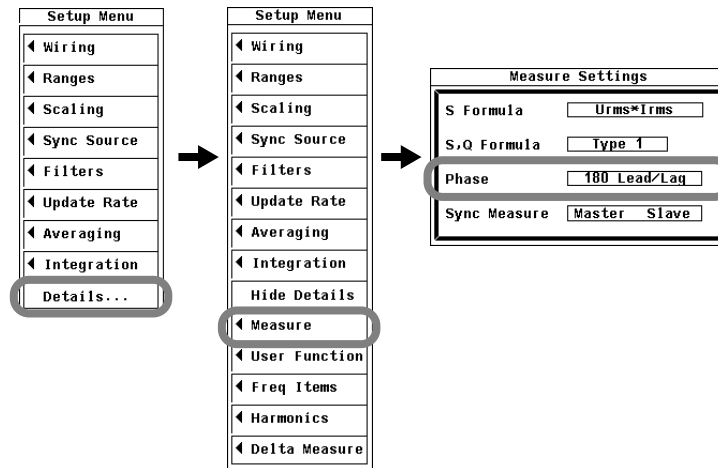 Setup Menu
Wiring
Ranges
Scaling
Sync Source
Filters
Update Rate
Averaging
Integration
Details...
Setup Menu
Wiring
Ranges
Scaling
Sync Source
Filters
Update Rate
Averaging
Integration
Hide Details
Measure
User Function
Freq Items
Harmonics
Delta Measure
Measure Settings
S Formula Urms*Irms
S,Q Formula Type 1
Phase 180 Lead/Lag
Sync Measure Master Slave